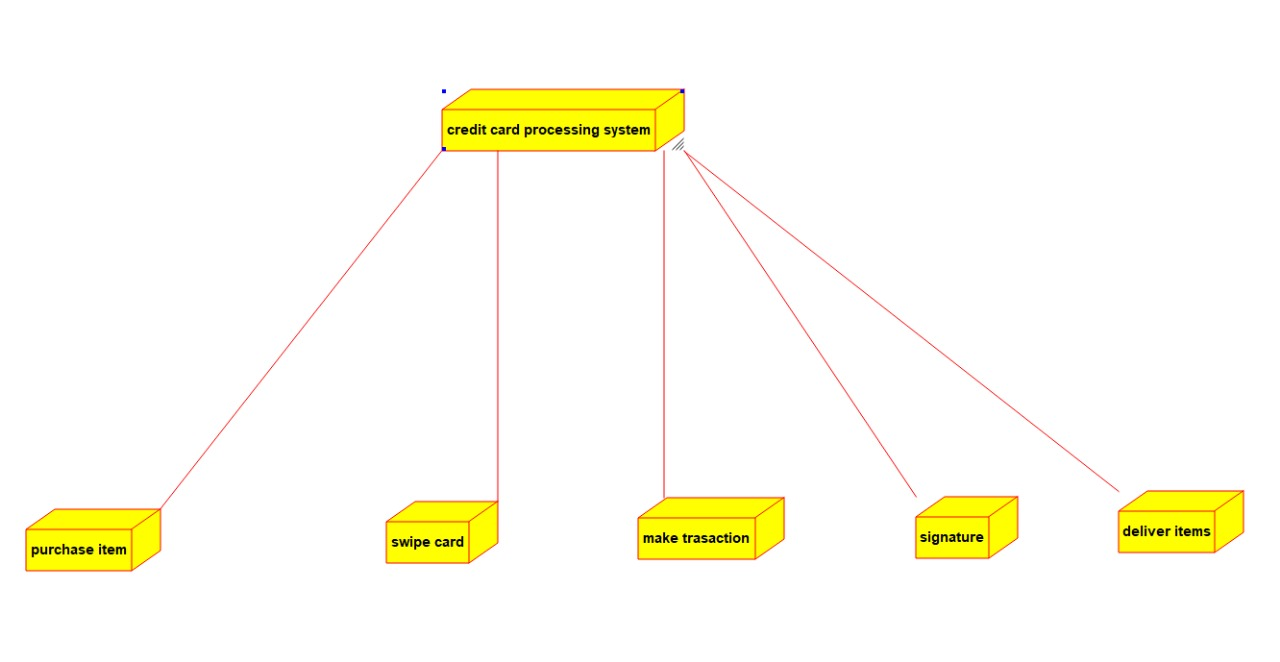 credit card processing system
purchase item
swipe card
make trasaction
signature
deliver items